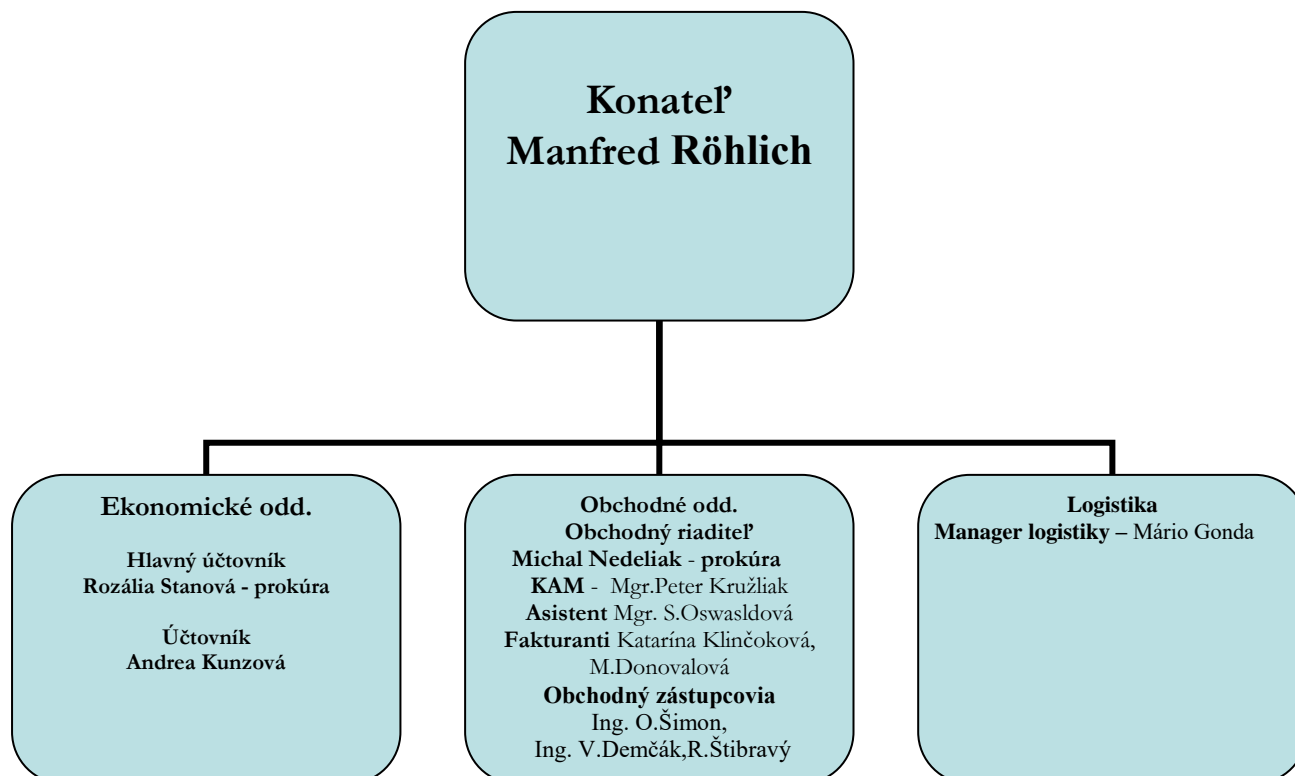 Konateľ
Manfred Röhlich
Ekonomické odd.
Hlavný účtovník
Rozália Stanová - prokúra
Účtovník
Andrea Kunzová
Obchodné odd.
Obchodný riaditeľ
Michal Nedeliak - prokúra
KAM - Mgr.Peter Kružliak
Asistent Mgr. S.Oswasldová
Fakturanti Katarína Klinčoková,
M.Donovalová
Obchodný zástupcovia
Ing. O.Šimon,
Ing. V.Demčák,R.Štibravý
Logistika
Manager logistiky – Mário Gonda